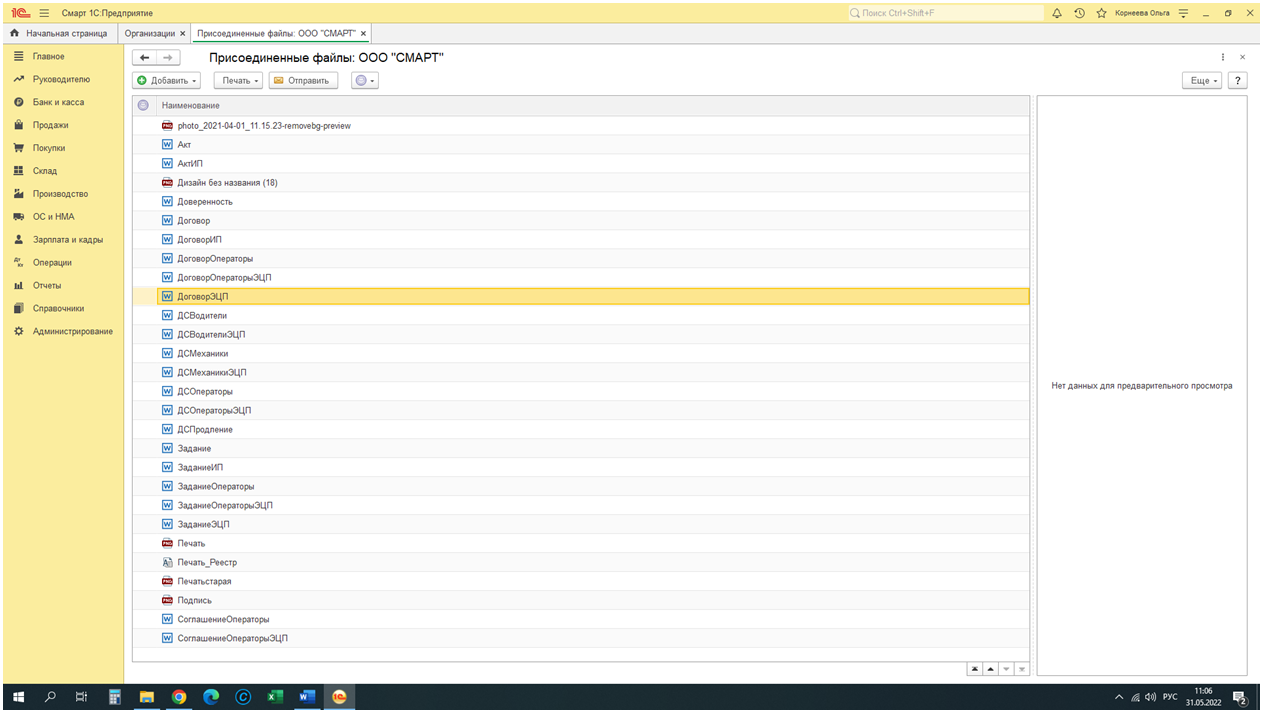 1С Смарт 1С:Предприятие Поиск Ctrl+Shift+F Корнеева Ольга
Начальная страница Организации × Присоединенные файлы: ООО "СМАРТ" ×
Главное
Руководителю
Банк и касса
Продажи
Покупки
Склад
Производство
ОС и НМА
Зарплата и кадры
Операции
Отчеты
Справочники
Администрирование
Присоединенные файлы: ООО "СМАРТ"
Добавить Печать Отправить Еще ?
Наименование
photo_2021-04-01_11.15.23-removebg-preview
Акт
АктИП
Дизайн без названия (18)
Доверенность
Договор
ДоговорИП
ДоговорОператоры
ДоговорОператорыЭЦП
ДоговорЭЦП
ДСВодители
ДСВодителиЭЦП
ДСМеханики
ДСМеханикиЭЦП
ДСОператоры
ДСОператорыЭЦП
ДСПродление
Задание
ЗаданиеИП
ЗаданиеОператоры
ЗаданиеОператорыЭЦП
ЗаданиеЭЦП
Печать
Печать_Реестр
Печатьстарая
Подпись
СоглашениеОператоры
СоглашениеОператорыЭЦП
Нет данных для предварительного просмотра
РУС 11:06
31.05.2022 2